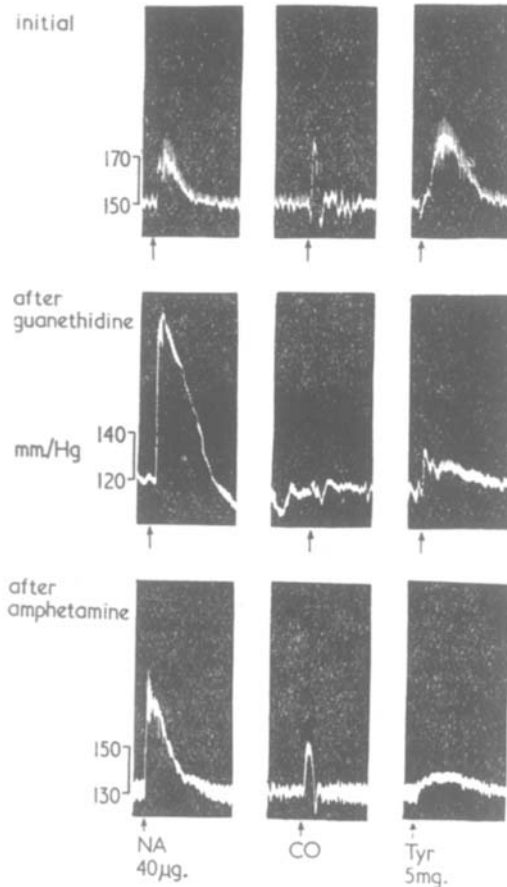 initial
170
150
after
guanethidine
140
mm/Hg
120
after
amphetamine
150
130
NA
40µg.
CO
Tyr
5mg.